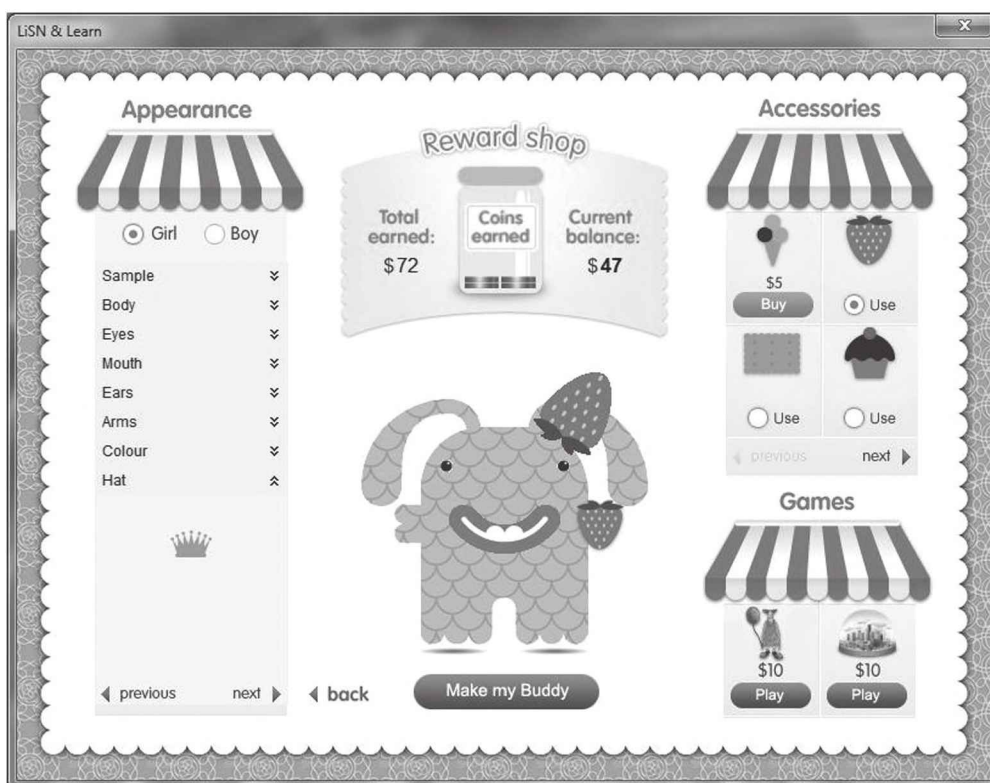 LiSN & Learn
Appearance
Girl
Boy
Sample
Body
Eyes
Mouth
Ears
Arms
Colour
Hat
previous
next
Reward shop
Total
earned:
$72
Coins
earned
Current
balance:
$47
back
Make my Buddy
Accessories
$5
Buy
Use
Use
Use
previous
next
Games
$10
Play
$10
Play